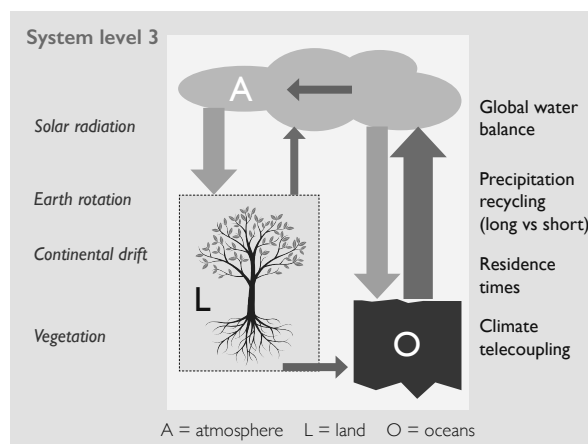 System level 3
A
Solar radiation
Global water
balance
Earth rotation
Precipitation
recycling
(long vs short)
Continental drift
Residence
times
L
Vegetation
Climate
telecoupling
O
A = atmosphere L = land O = oceans